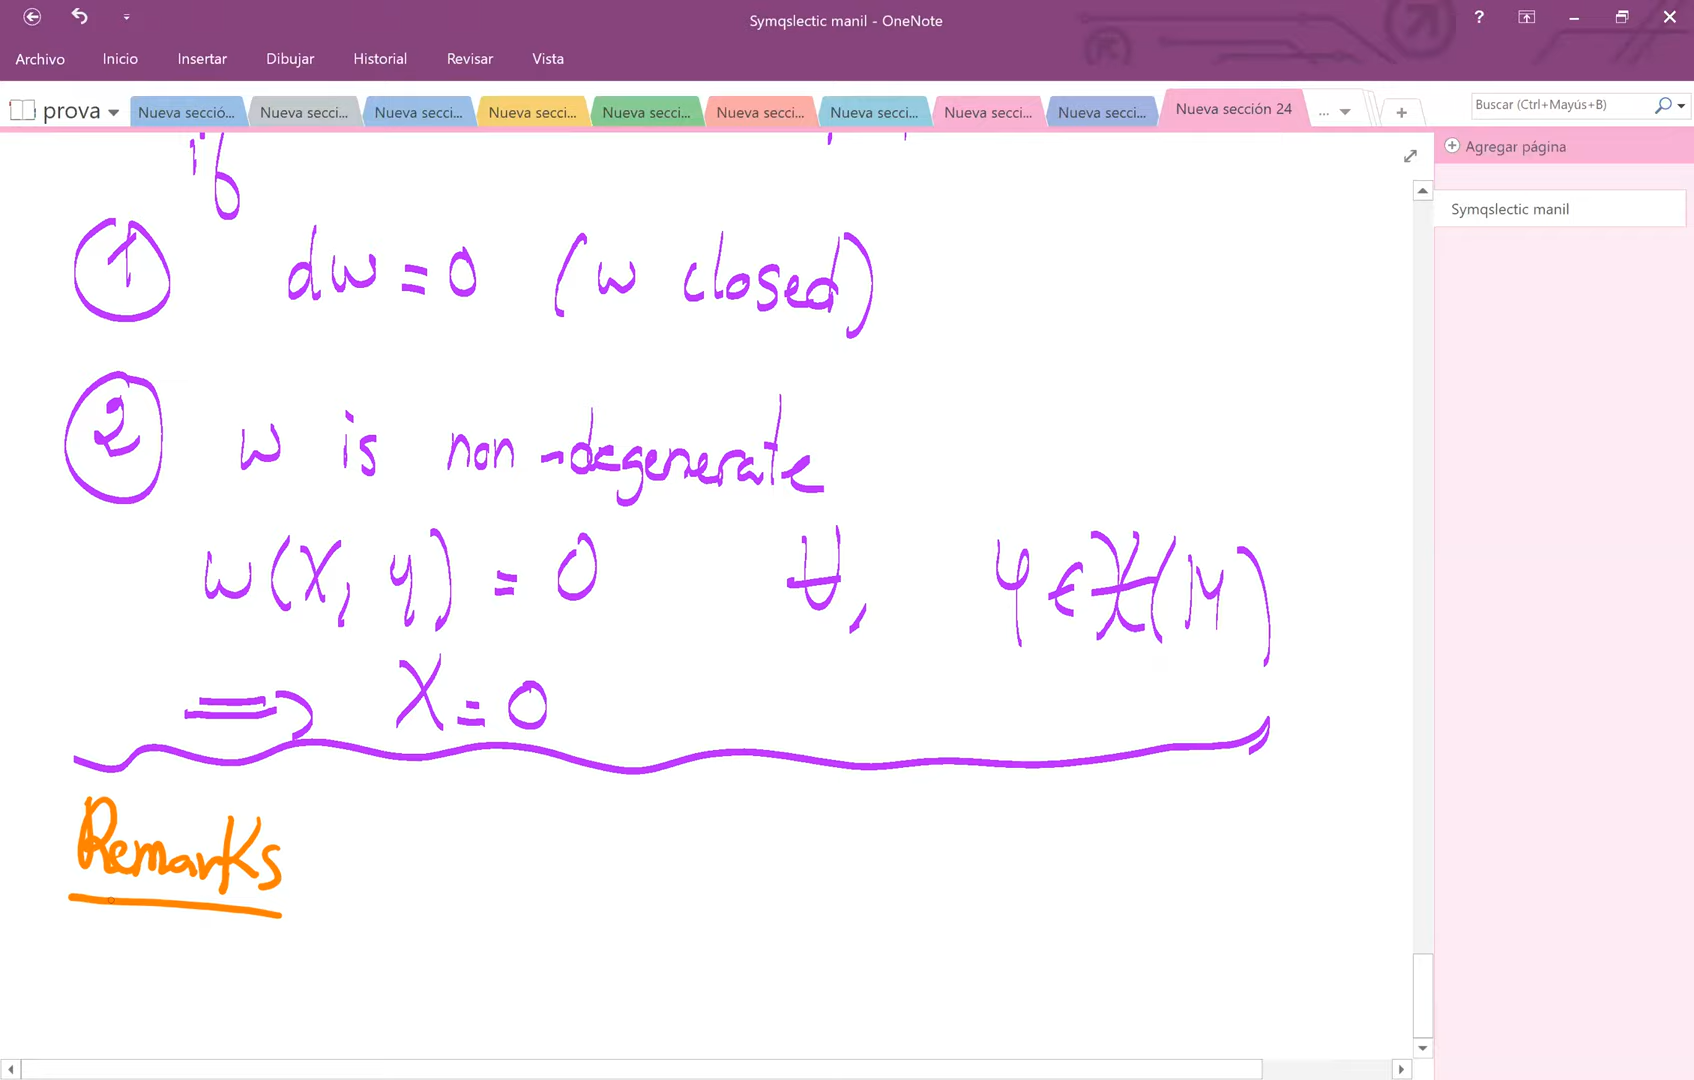 Symqslectic manil - OneNote
?
Archivo Inicio Insertar Dibujar Historial Revisar Vista
prova Nueva secció... Nueva secci... Nueva secci... Nueva secci... Nueva secci... Nueva secci... Nueva secci... Nueva secci... Nueva secci... Nueva sección 24 ... + Buscar (Ctrl+Mayús+B)
Agregar página
Symqslectic manil
if
1 dw = 0 (w closed)
2 w is non-degenerate
w(X, Y) = 0 ∀, Y ∈ 𝔛(M)
⇒ X = 0
Remarks